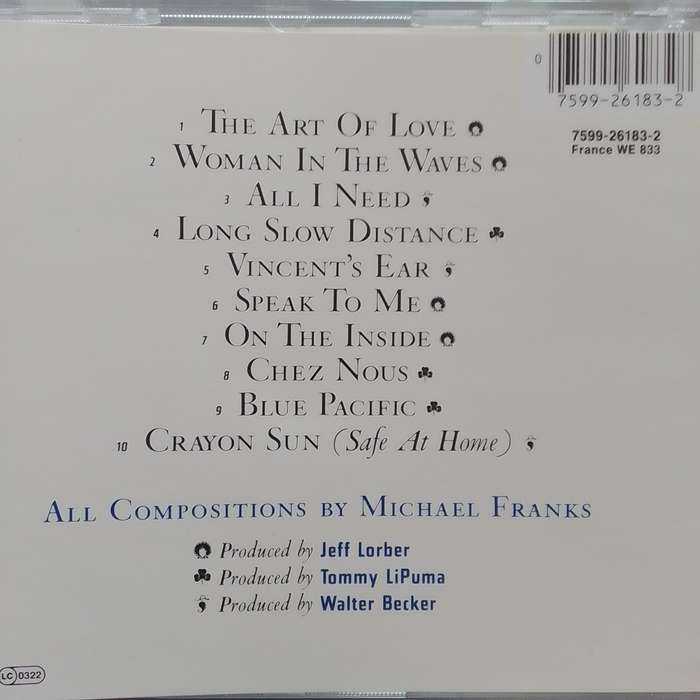 0
7599-26183-2
7599-26183-2
France WE 833
1 The Art Of Love
2 Woman In The Waves
3 All I Need
4 Long Slow Distance
5 Vincent's Ear
6 Speak To Me
7 On The Inside
8 Chez Nous
9 Blue Pacific
10 Crayon Sun (Safe At Home)
All Compositions by Michael Franks
Produced by Jeff Lorber
Produced by Tommy LiPuma
Produced by Walter Becker
LC 0322